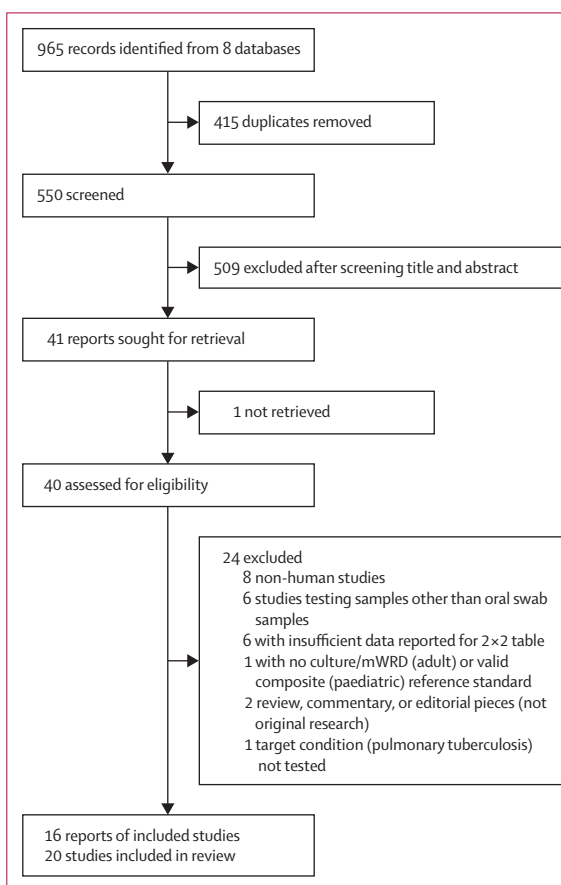 965 records identified from 8 databases
415 duplicates removed
550 screened
509 excluded after screening title and abstract
41 reports sought for retrieval
1 not retrieved
40 assessed for eligibility
24 excluded
8 non-human studies
6 studies testing samples other than oral swab
samples
6 with insufficient data reported for 2×2 table
1 with no culture/mWRD (adult) or valid
composite (paediatric) reference standard
2 review, commentary, or editorial pieces (not
original research)
1 target condition (pulmonary tuberculosis)
not tested
16 reports of included studies
20 studies included in review